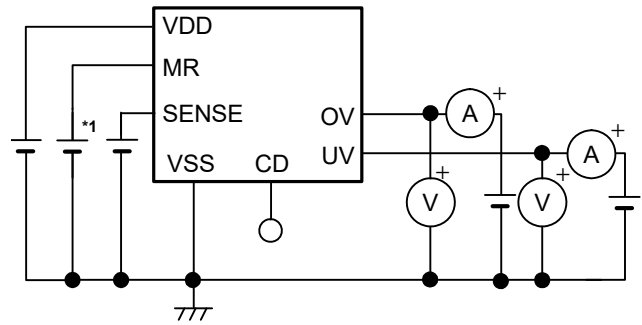 VDD
MR
*1
SENSE
OV
UV
VSS CD
A +
A +
V +
V +